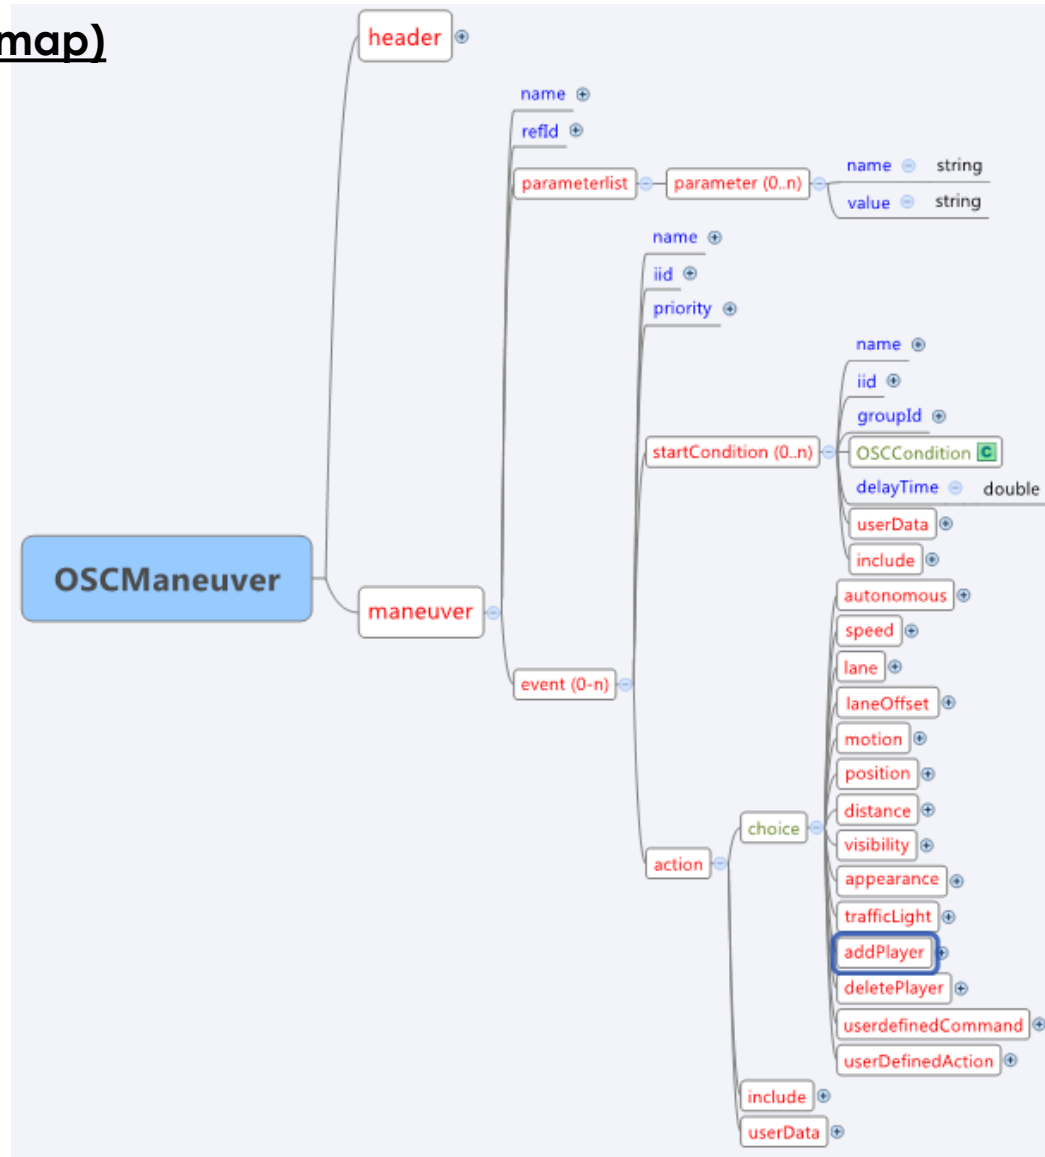 map)
header
name
refId
parameterlist
parameter (0..n)
name string
value string
name
iid
priority
name
iid
groupId
startCondition (0..n)
OSCCondition C
delayTime double
userData
include
OSCManeuver
maneuver
autonomous
speed
lane
event (0-n)
laneOffset
motion
position
distance
choice
visibility
action
appearance
trafficLight
addPlayer
deletePlayer
userdefinedCommand
userDefinedAction
include
userData